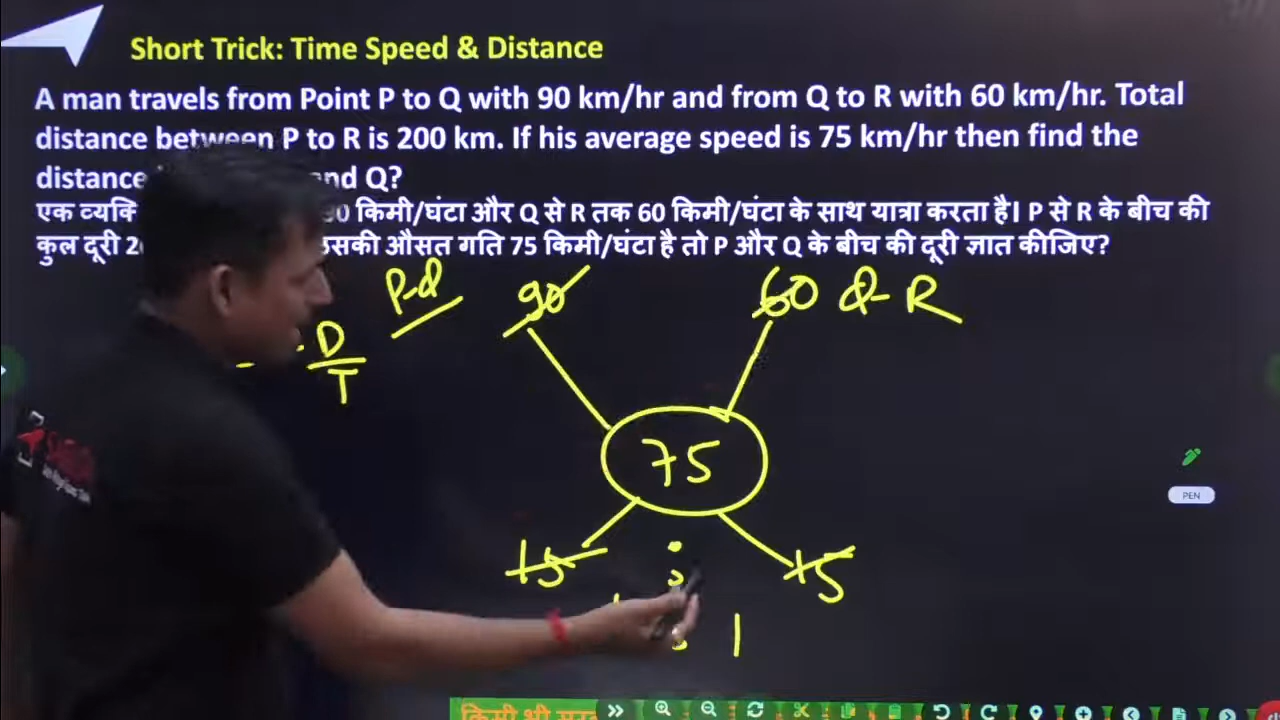 Short Trick: Time Speed & Distance
A man travels from Point P to Q with 90 km/hr and from Q to R with 60 km/hr. Total
distance between P to R is 200 km. If his average speed is 75 km/hr then find the
distance nd Q?
एक व्यक्ति 90 किमी/घंटा और Q से R तक 60 किमी/घंटा के साथ यात्रा करता है। P से R के बीच की
कुल दूरी 2 उसकी औसत गति 75 किमी/घंटा है तो P और Q के बीच की दूरी ज्ञात कीजिए?
P-Q 90 60 Q-R
D
T
75
15 : 15
1
PEN